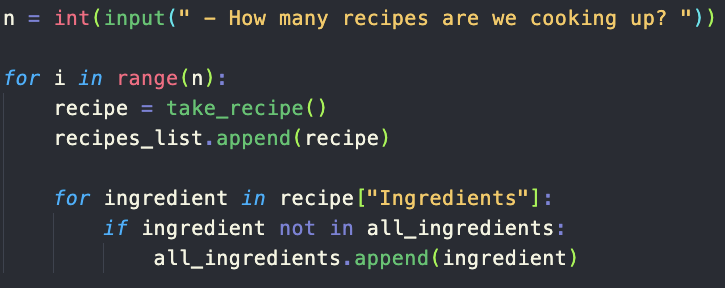 n = int(input(" - How many recipes are we cooking up? "))
for i in range(n):
    recipe = take_recipe()
    recipes_list.append(recipe)
    for ingredient in recipe["Ingredients"]:
        if ingredient not in all_ingredients:
            all_ingredients.append(ingredient)